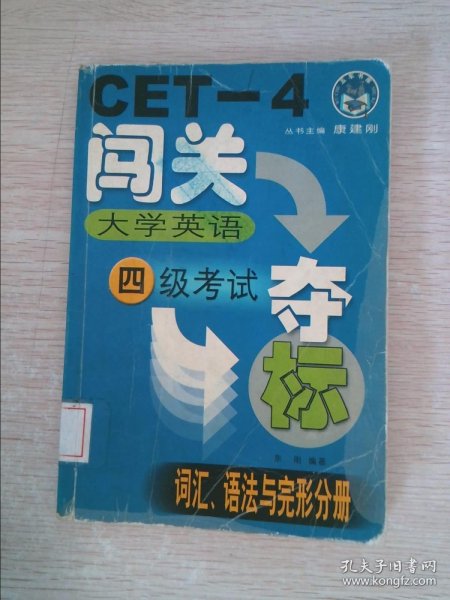 CET-4
丛书主编 康建刚
闯关
大学英语
四级考试
夺标
编著
词汇、语法与完形分册
孔夫子旧书网
www.kongfz.com